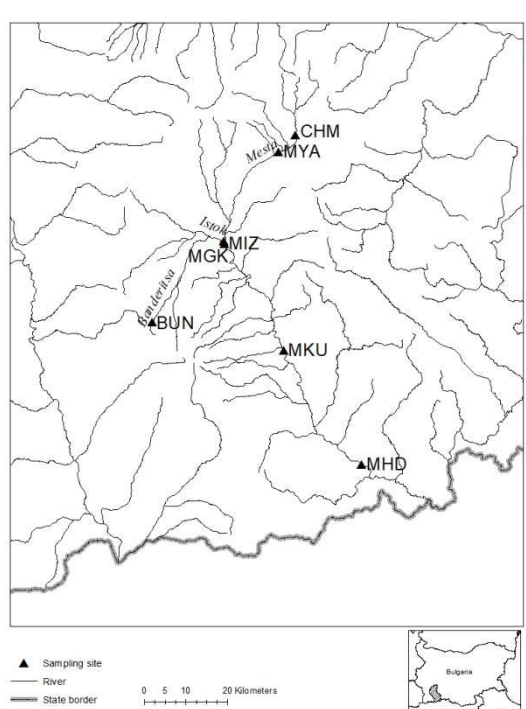 CHM
Mesta
MYA
Istok
MIZ
MGK
Banderitsa
BUN
MKU
MHD
Sampling site
River
State border
0 5 10 20 Kilometers
Bulgaria